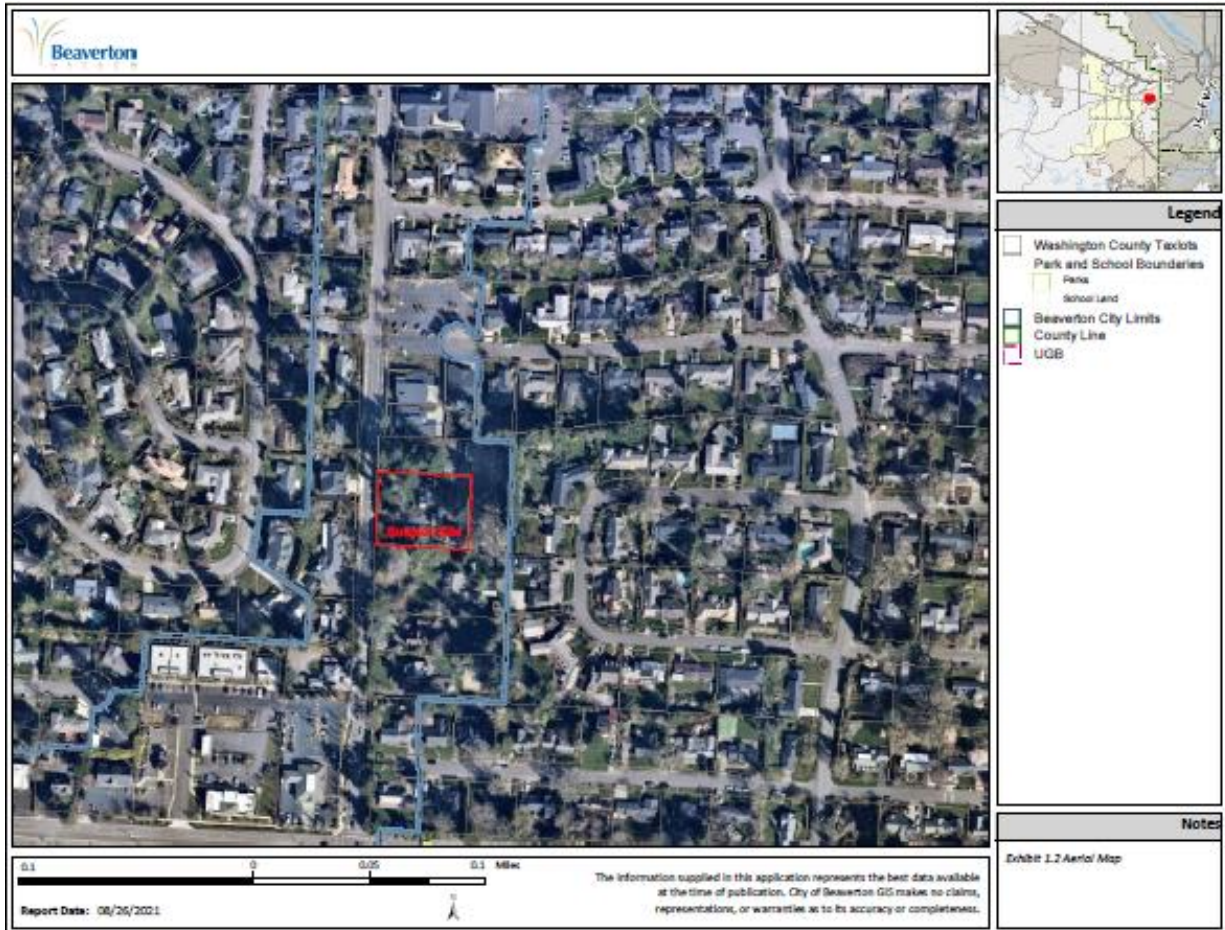 Beaverton
OREGON
Legend
Washington County Taxlots
Park and School Boundaries
Parks
School Land
Beaverton City Limits
County Line
UGB
Subject Site
Notes
Exhibit 1.2 Aerial Map
0.1 0 0.05 0.1 Miles
Report Date: 08/26/2021
N
The information supplied in this application represents the best data available
at the time of publication. City of Beaverton GIS makes no claims,
representations, or warranties as to its accuracy or completeness.